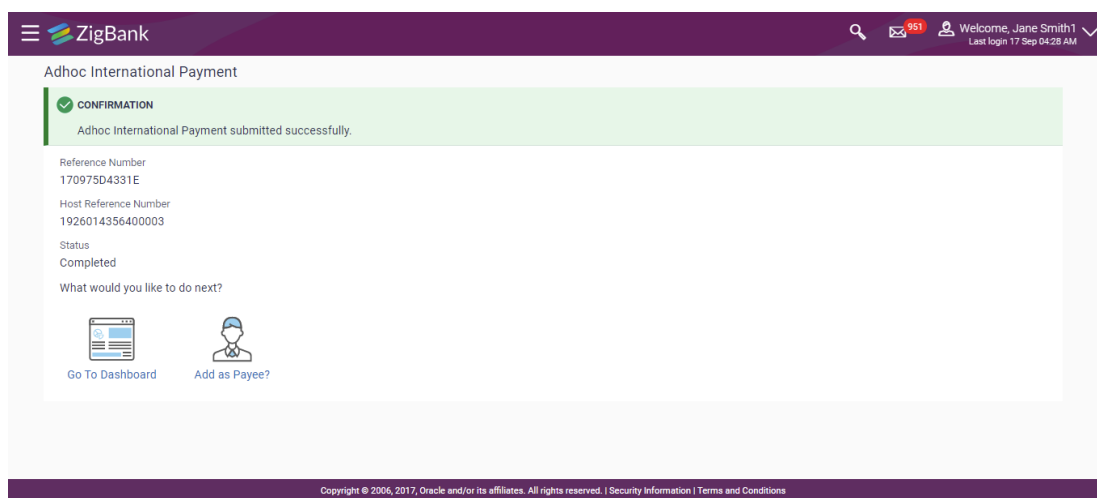 ZigBank
951
Welcome, Jane Smith1
Last login 17 Sep 04:28 AM
Adhoc International Payment
CONFIRMATION
Adhoc International Payment submitted successfully.
Reference Number
170975D4331E
Host Reference Number
1926014356400003
Status
Completed
What would you like to do next?
Go To Dashboard
Add as Payee?
Copyright © 2006, 2017, Oracle and/or its affiliates. All rights reserved. | Security Information | Terms and Conditions